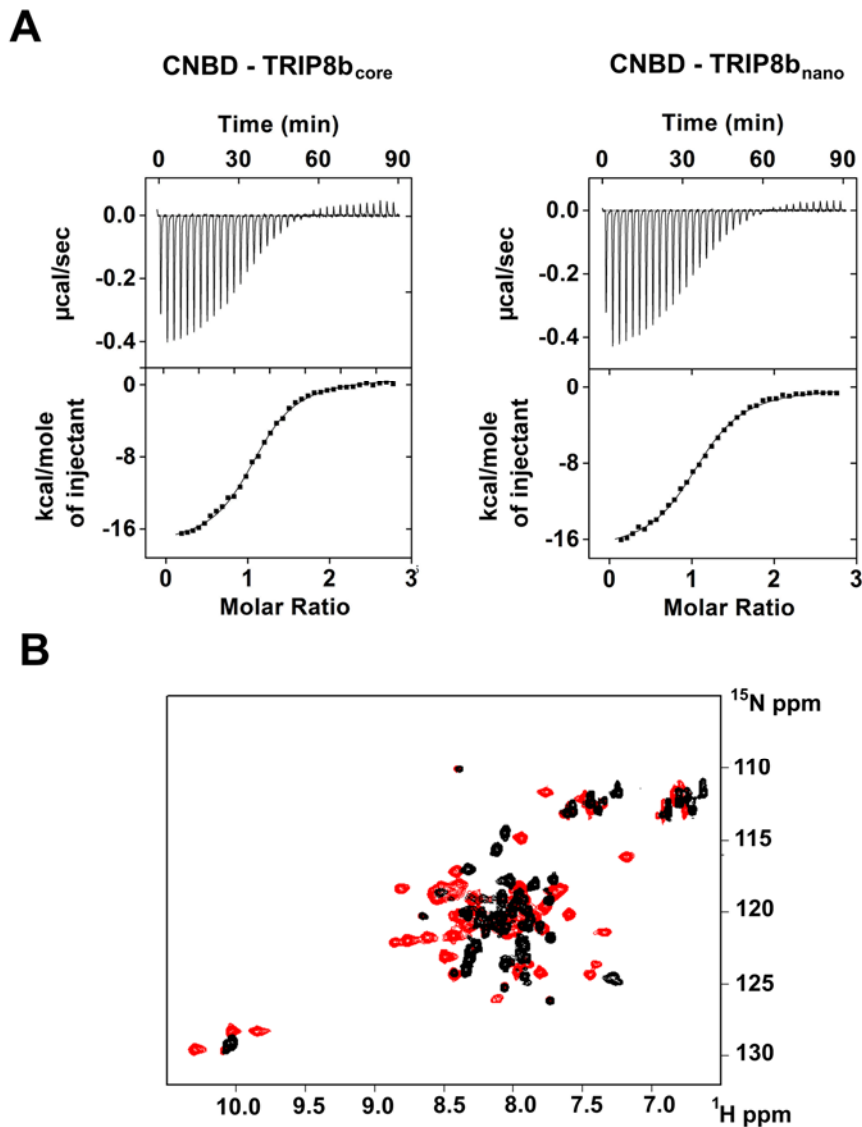 A
CNBD - TRIP8bcore
Time (min)
0 30 60 90
µcal/sec
0.0
-0.2
-0.4
kcal/mole
of injectant
0
-8
-16
0 1 2 3
Molar Ratio
CNBD - TRIP8bnano
Time (min)
0 30 60 90
µcal/sec
0.0
-0.2
-0.4
kcal/mole
of injectant
0
-8
-16
0 1 2 3
Molar Ratio
B
15N ppm
110
115
120
125
130
10.0 9.5 9.0 8.5 8.0 7.5 7.0 1H ppm